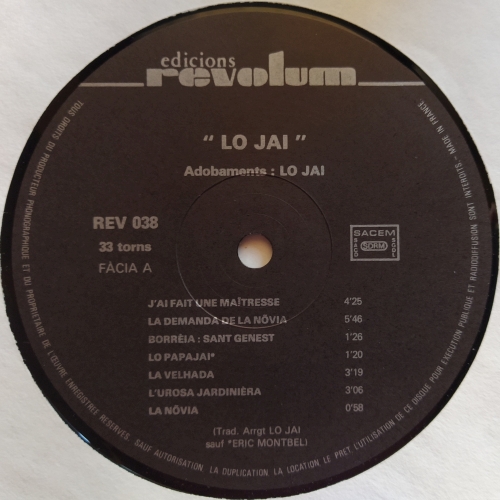 edicions
revolum
" LO JAI "
Adobaments : LO JAI
REV 038
33 torns
FÀCIA A
SACEM
SACD
SDRM
SGDL
J'AI FAIT UNE MAÎTRESSE 4'25
LA DEMANDA DE LA NÒVIA 5'46
BORRÈIA : SANT GENEST 1'26
LO PAPAJAI* 1'20
LA VELHADA 3'19
L'UROSA JARDINIÈRA 3'06
LA NÒVIA 0'58
(Trad. Arrgt LO JAI
sauf *ERIC MONTBEL)
TOUS DROITS DU PRODUCTEUR PHONOGRAPHIQUE ET DU PROPRIETAIRE DE L'ŒUVRE ENREGISTREE RESERVES. SAUF AUTORISATION, LA DUPLICATION, LA LOCATION, LE PRET, L'UTILISATION DE CE DISQUE POUR EXECUTION PUBLIQUE ET RADIODIFFUSION SONT INTERDITS - MADE IN FRANCE